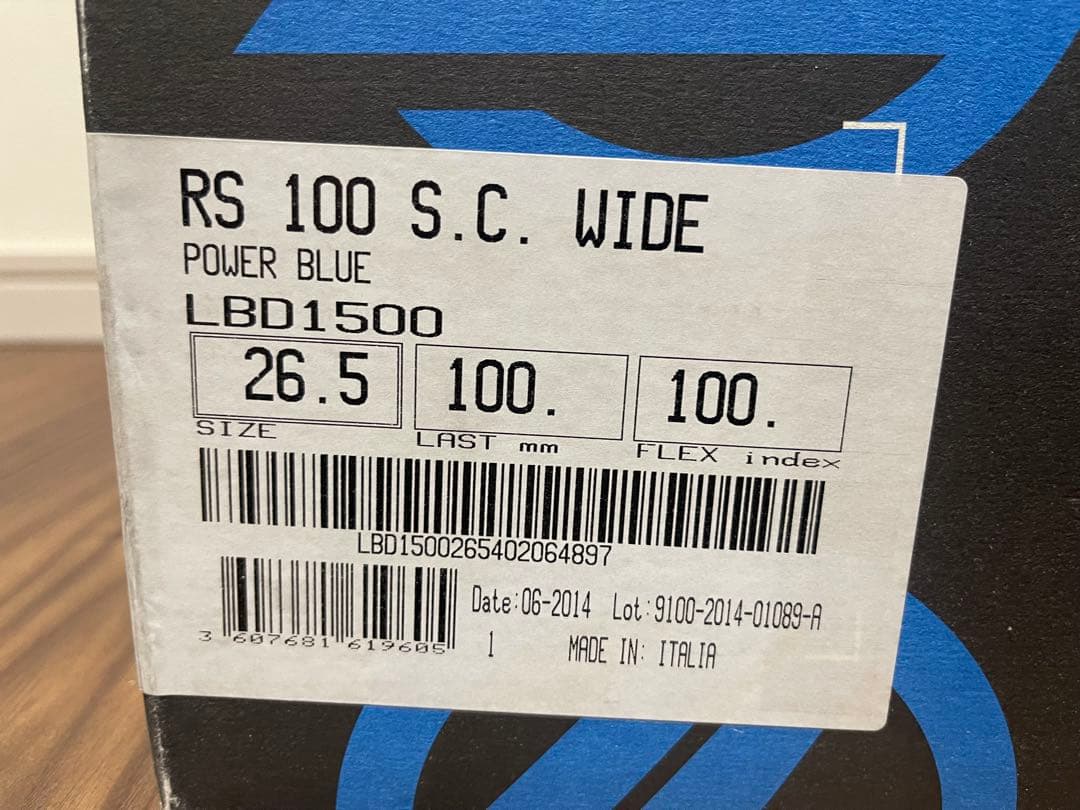 RS 100 S.C. WIDE
POWER BLUE
LBD1500
26.5 100. 100.
SIZE LAST mm FLEX index
LBD1500265402064897
Date:06-2014 Lot:9100-2014-01089-A
3 607681 619605 1 MADE IN: ITALIA